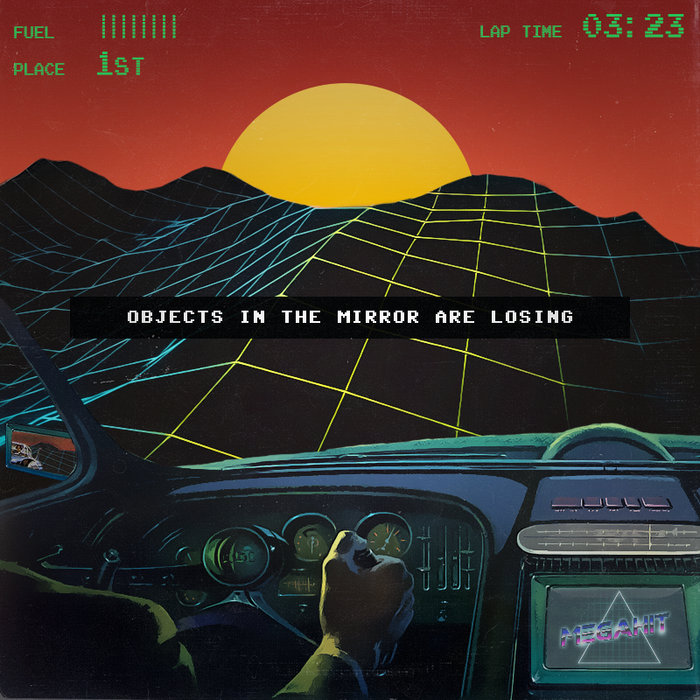 FUEL ||||||||
LAP TIME 03:23
PLACE 1ST
OBJECTS IN THE MIRROR ARE LOSING
MEGAHIT